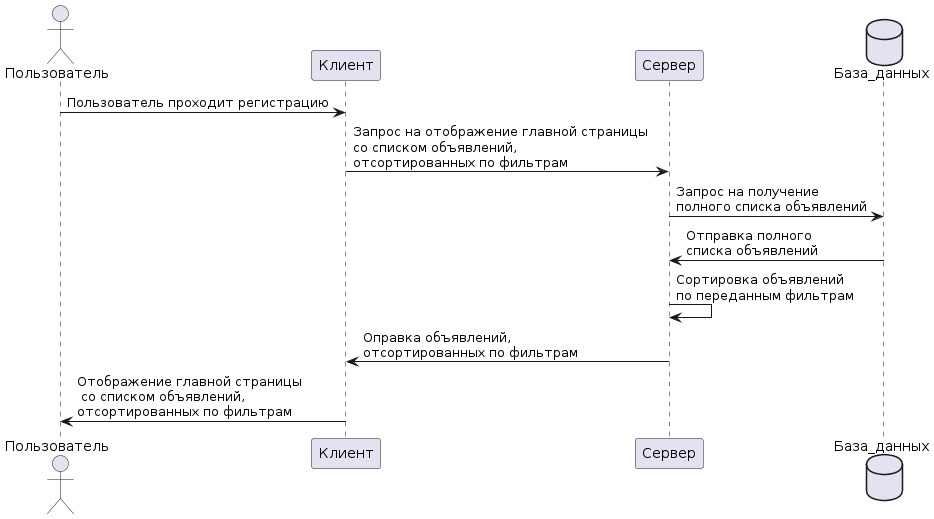 Пользователь
Клиент
Сервер
База_данных
Пользователь проходит регистрацию
Запрос на отображение главной страницы
со списком объявлений,
отсортированных по фильтрам
Запрос на получение
полного списка объявлений
Отправка полного
списка объявлений
Сортировка объявлений
по переданным фильтрам
Оправка объявлений,
отсортированных по фильтрам
Отображение главной страницы
со списком объявлений,
отсортированных по фильтрам
Пользователь
Клиент
Сервер
База_данных